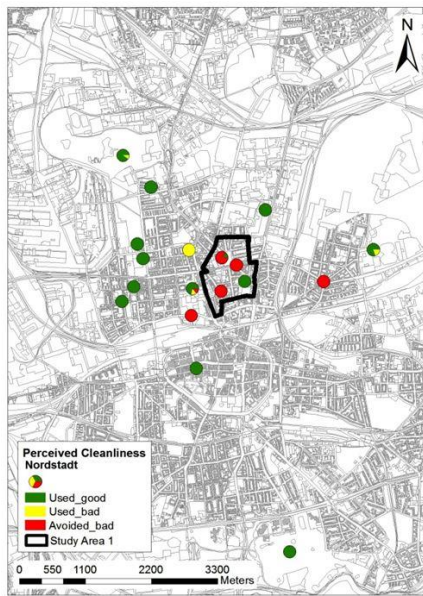 N
Perceived Cleanliness
Nordstadt
Used_good
Used_bad
Avoided_bad
Study Area 1
0 550 1100 2200 3300
Meters